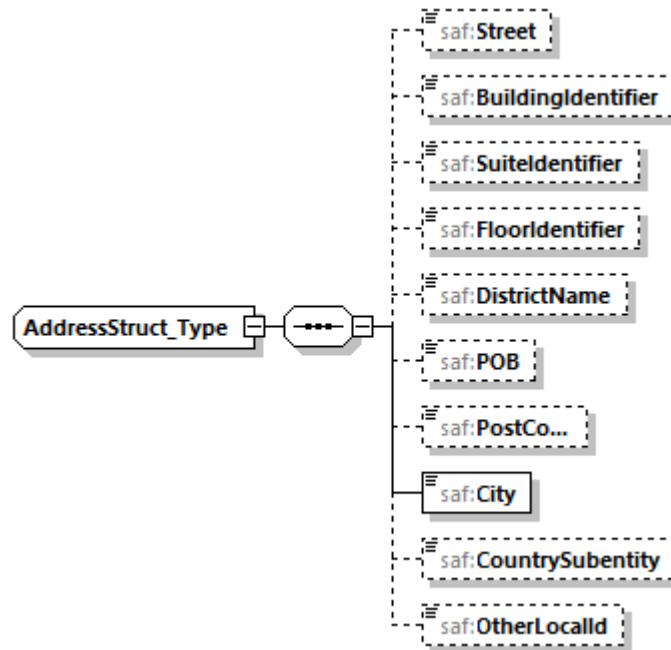 saf:Street
saf:BuildingIdentifier
saf:SuiteIdentifier
saf:FloorIdentifier
saf:DistrictName
AddressStruct_Type
saf:POB
saf:PostCo...
saf:City
saf:CountrySubentity
saf:OtherLocalId